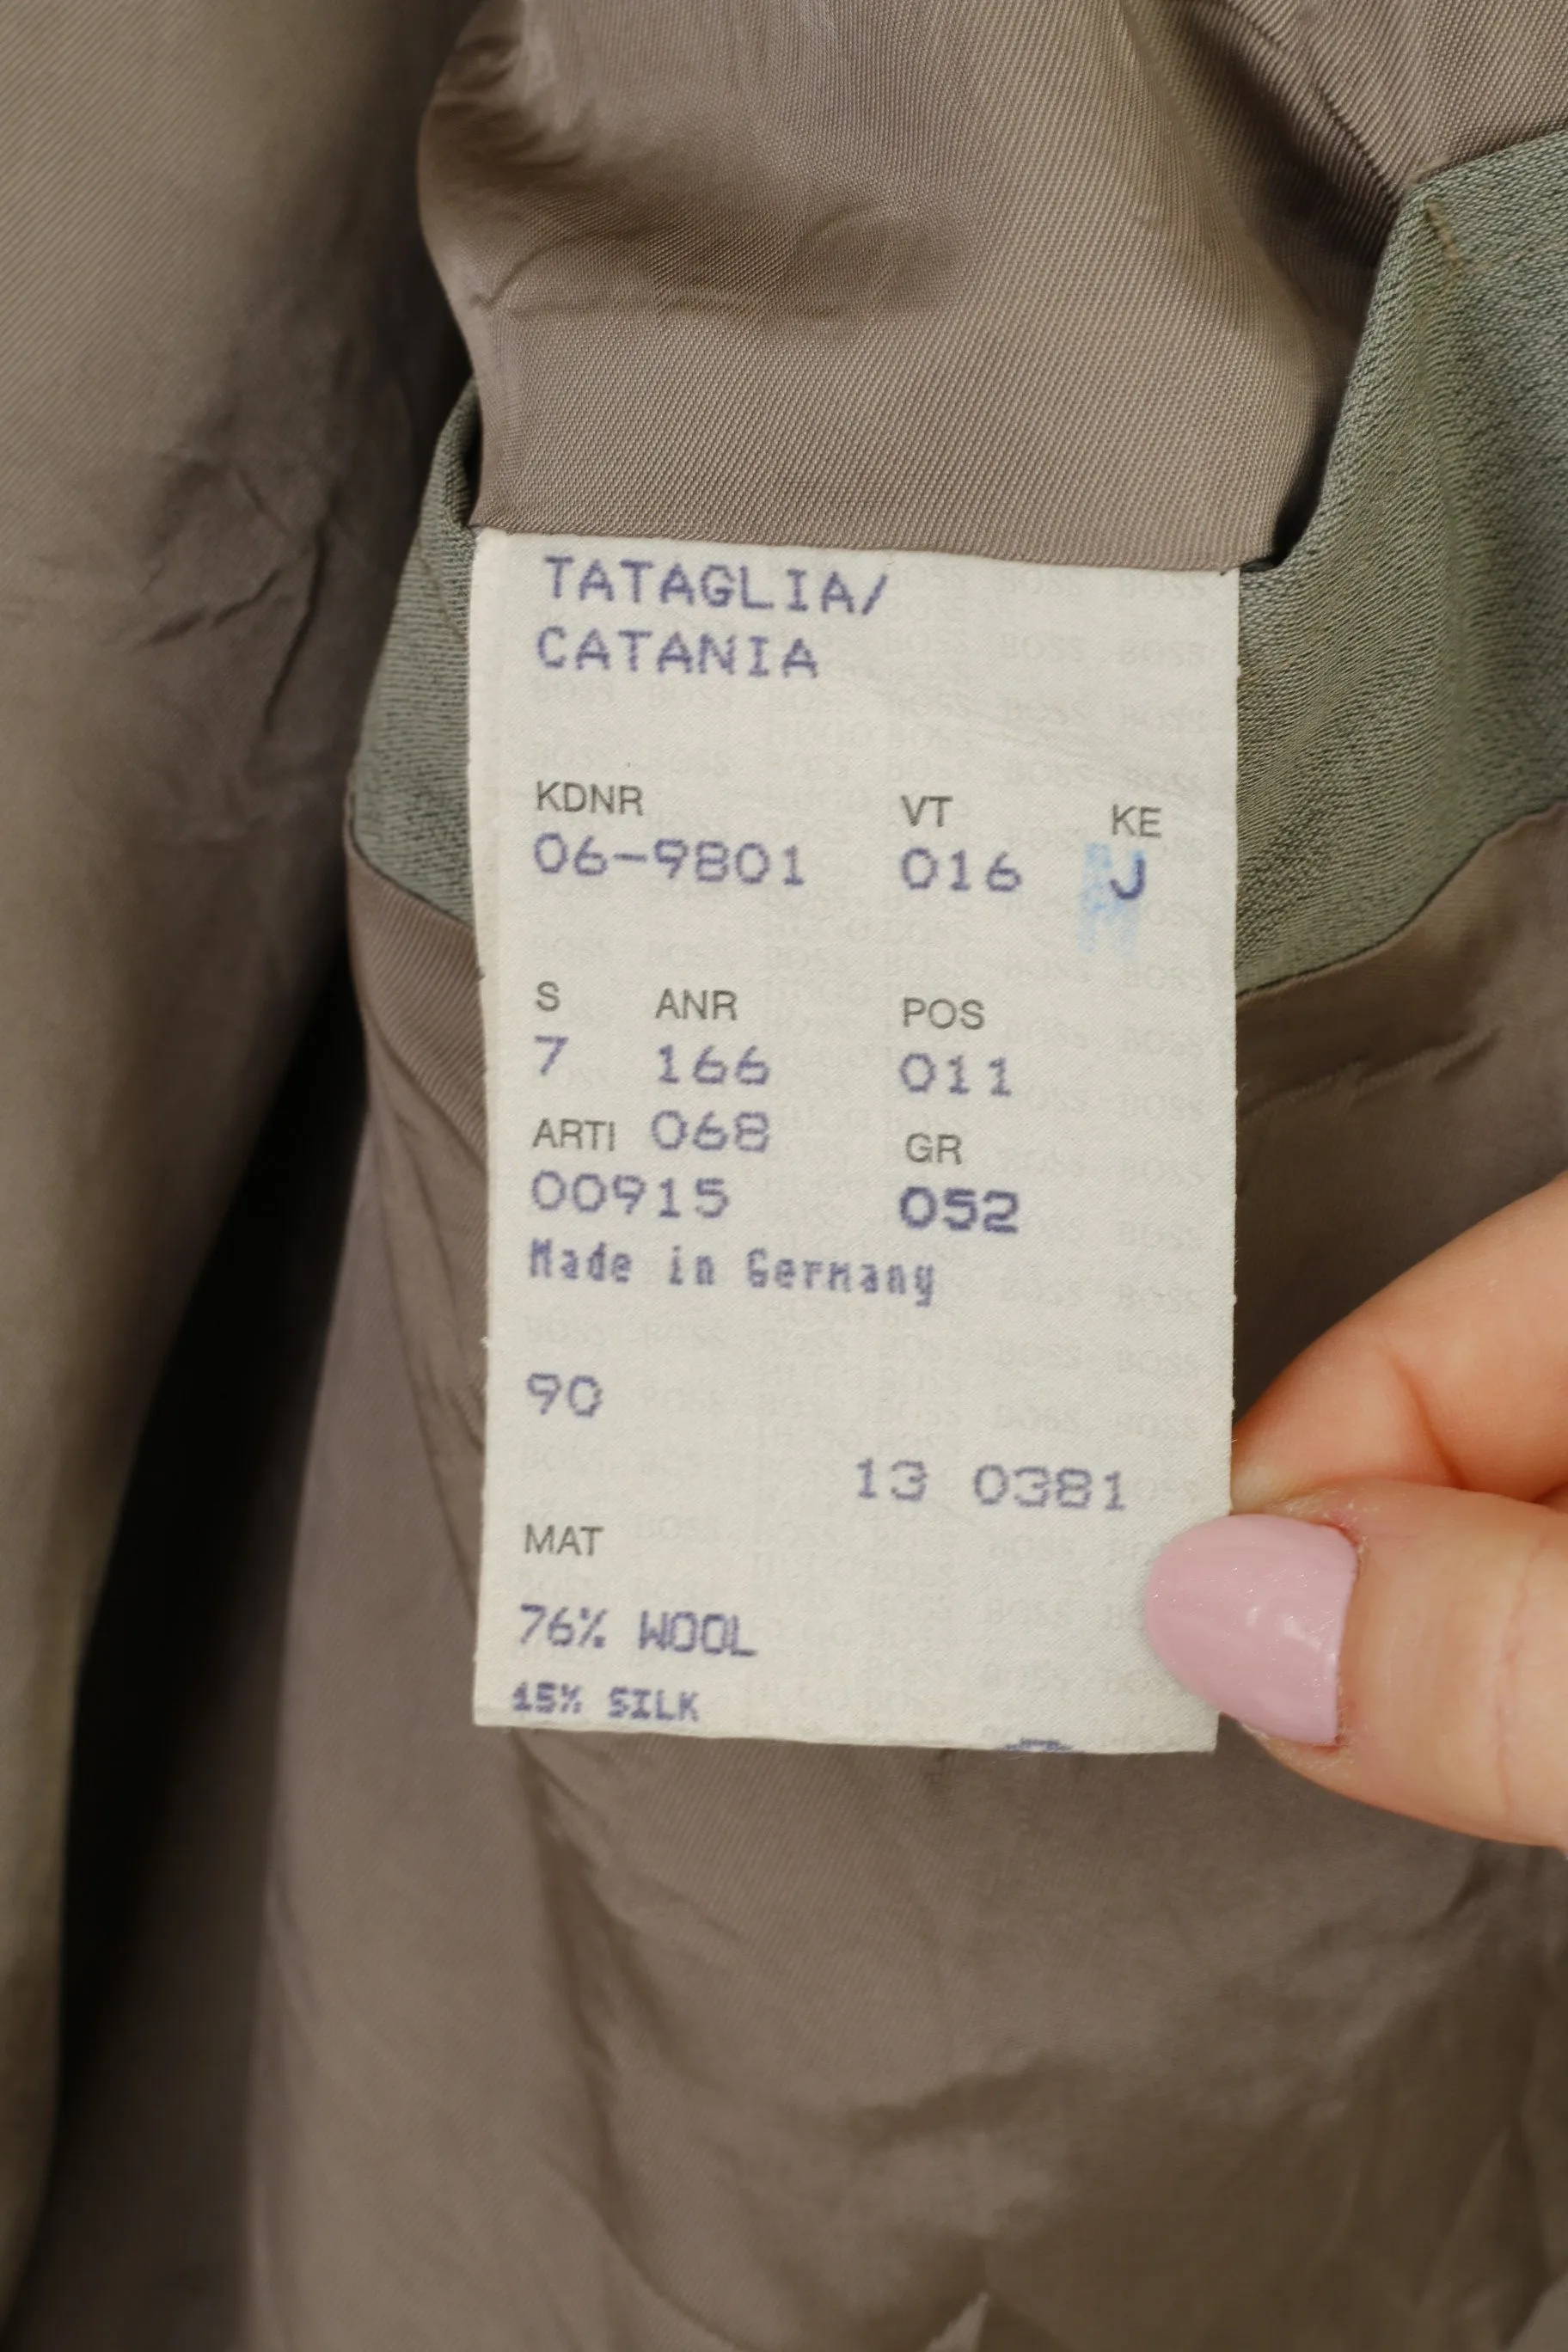 TATAGLIA/
CATANIA
KDNR VT KE
06-9801 016 J
S ANR POS
7 166 011
ARTI 068 GR
00915 052
Made in Germany
90
13 0381
MAT
76% WOOL
15% SILK